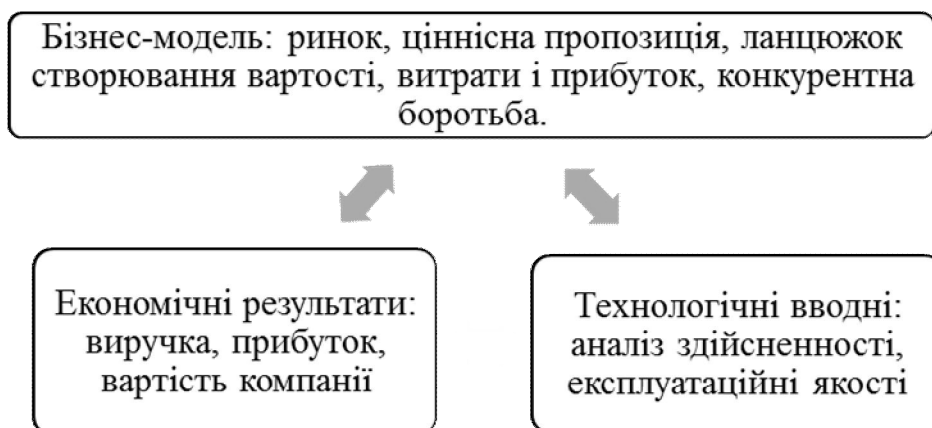 Бізнес-модель: ринок, ціннісна пропозиція, ланцюжок
створювання вартості, витрати і прибуток, конкурентна
боротьба.
Економічні результати:
виручка, прибуток,
вартість компанії
Технологічні вводні:
аналіз здійсненності,
експлуатаційні якості